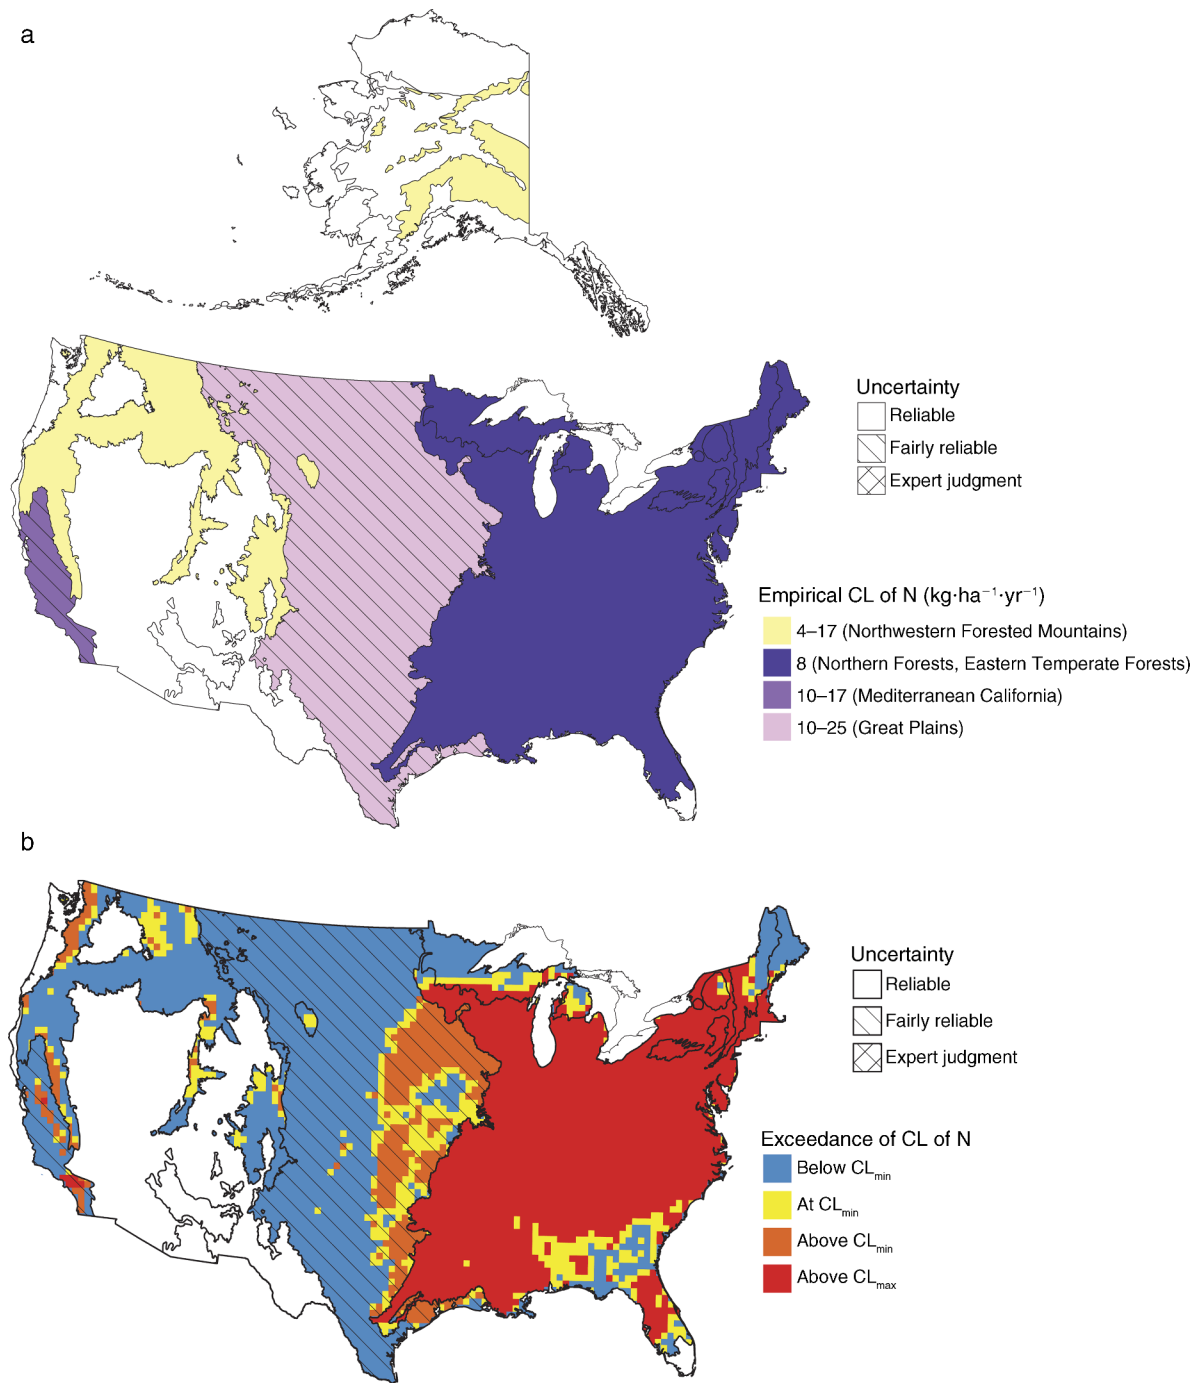 a
Uncertainty
Reliable
Fairly reliable
Expert judgment
Empirical CL of N (kg·ha⁻¹·yr⁻¹)
4–17 (Northwestern Forested Mountains)
8 (Northern Forests, Eastern Temperate Forests)
10–17 (Mediterranean California)
10–25 (Great Plains)
b
Uncertainty
Reliable
Fairly reliable
Expert judgment
Exceedance of CL of N
Below CLmin
At CLmin
Above CLmin
Above CLmax